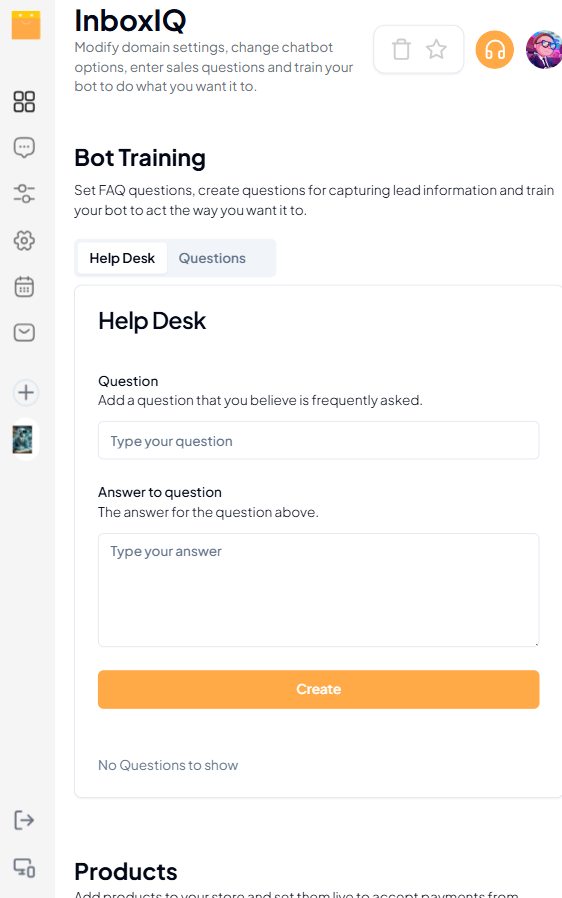 InboxIQ
Modify domain settings, change chatbot
options, enter sales questions and train your
bot to do what you want it to.
Bot Training
Set FAQ questions, create questions for capturing lead information and train
your bot to act the way you want it to.
Help Desk Questions
Help Desk
Question
Add a question that you believe is frequently asked.
Type your question
Answer to question
The answer for the question above.
Type your answer
Create
No Questions to show
Products
Add products to your store and set them live to accept payments from